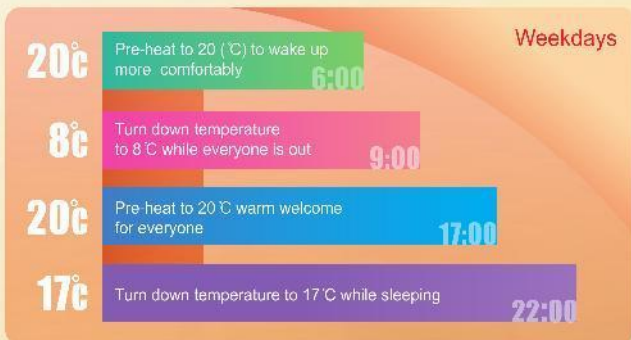 Weekdays
20℃
Pre-heat to 20 (℃) to wake up
more comfortably
6:00
8℃
Turn down temperature
to 8℃ while everyone is out
9:00
20℃
Pre-heat to 20℃ warm welcome
for everyone
17:00
17℃
Turn down temperature to 17℃ while sleeping
22:00